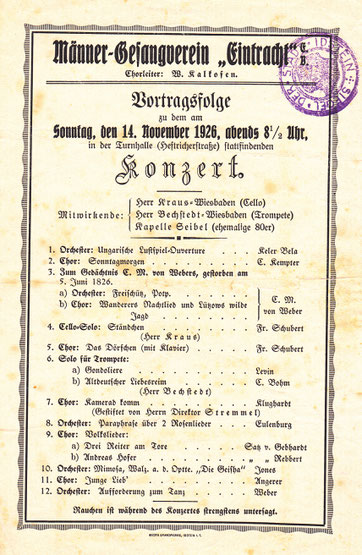 Männer-Gesangverein „Eintracht" E. V.
Chorleiter: W. Kalkofen.
Vortragsfolge
zu dem am
Sonntag, den 14. November 1926, abends 8½ Uhr,
in der Turnhalle stattfindenden
Konzert.
Mitwirkende:
Herr Kraus-Wiesbaden (Cello)
Herr Bechstedt-Wiesbaden (Trompete)
Kapelle Seibel (ehemalige 80er)
1. Orchester: Ungarische Lustspiel-Ouverture . . . . Keler Bela
2. Chor: Sonntagmorgen . . . . C. Kempter
3. Zum Gedächtnis C. M. von Webers, gestorben am
5. Juni 1826.
a) Orchester: Freischütz, Potp. . . . .
b) Chor: Wanderers Nachtlied und Lützows wilde
Jagd
C. M.
von Weber
4. Cello-Solo: Ständchen . . . . Fr. Schubert
(Herr Kraus)
5. Chor: Das Dörfchen (mit Klavier) . . . . Fr. Schubert
6. Solo für Trompete:
a) Gondoliere . . . . Levin
b) Altdeutscher Liebesreim . . . . C. Bohm
(Herr Bechstedt)
7. Chor: Kamerad komm . . . . Klughardt
(Gestiftet von Herrn Direktor Stremmel)
8. Orchester: Paraphrase über 2 Rosenlieder . . . . Eulenburg
9. Chor: Volkslieder:
a) Drei Reiter am Tore . . . . Satz v. Gebhardt
b) Andreas Hofer . . . . „ „ Rebbert
10. Orchester: Mimosa, Walz. a. d. Optte. „Die Geisha" . . Jones
11. Chor: Junge Lieb' . . . . Angerer
12. Orchester: Aufforderung zum Tanz . . . . Weber
Rauchen ist während des Konzertes strengstens untersagt.